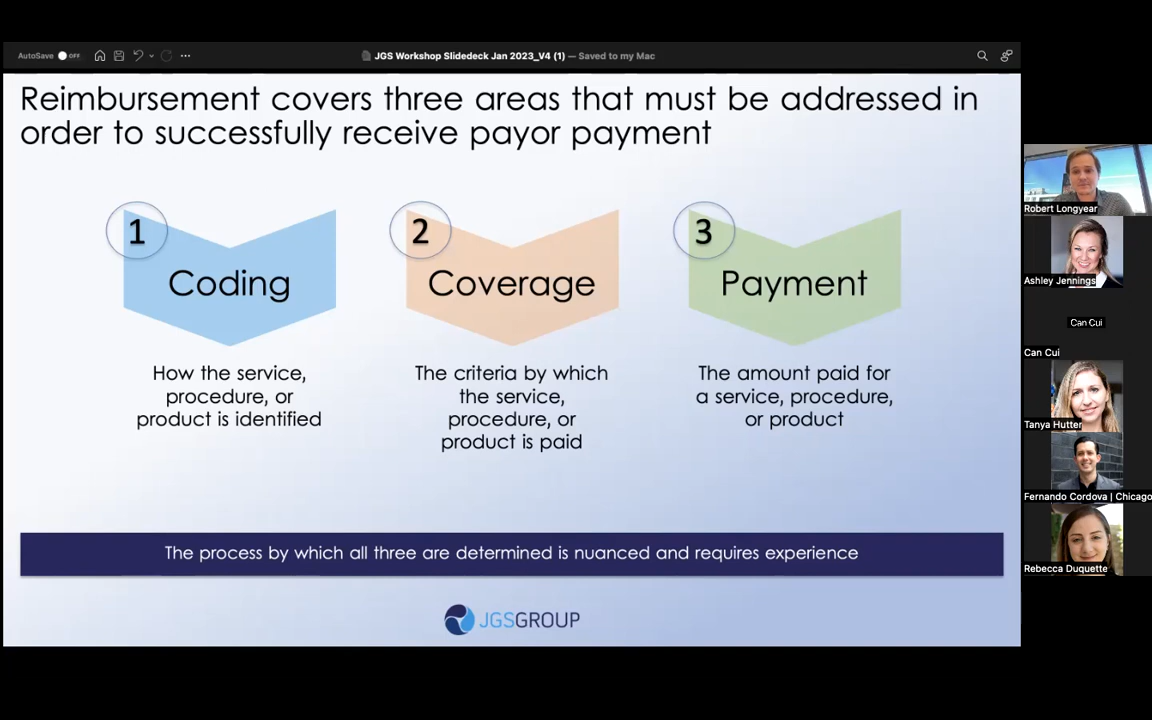 AutoSave OFF
JGS Workshop Slidedeck Jan 2023_V4 (1) — Saved to my Mac
Reimbursement covers three areas that must be addressed in
order to successfully receive payor payment
1
Coding
How the service,
procedure, or
product is identified
2
Coverage
The criteria by which
the service,
procedure, or
product is paid
3
Payment
The amount paid for
a service, procedure,
or product
The process by which all three are determined is nuanced and requires experience
JGSGROUP
Robert Longyear
Ashley Jennings
Can Cui
Can Cui
Tanya Hutter
Fernando Cordova | Chicago
Rebecca Duquette